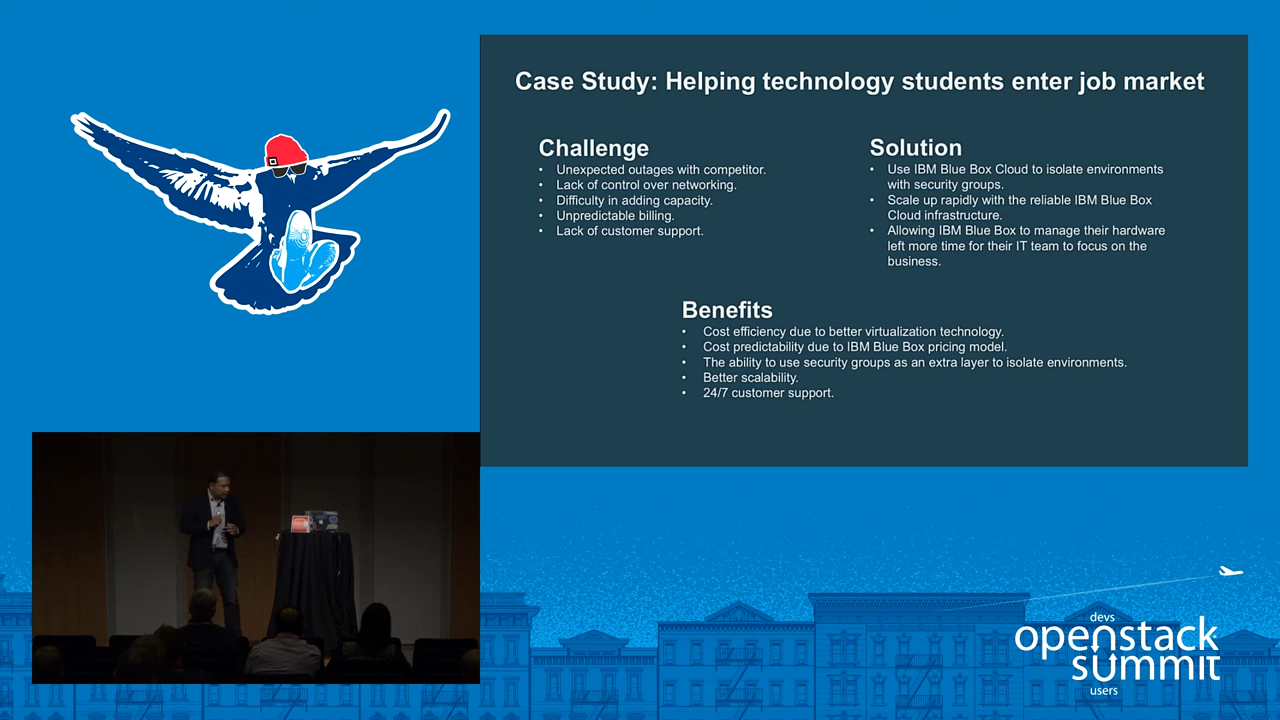 Case Study: Helping technology students enter job market
Challenge
• Unexpected outages with competitor.
• Lack of control over networking.
• Difficulty in adding capacity.
• Unpredictable billing.
• Lack of customer support.
Solution
• Use IBM Blue Box Cloud to isolate environments
with security groups.
• Scale up rapidly with the reliable IBM Blue Box
Cloud infrastructure.
• Allowing IBM Blue Box to manage their hardware
left more time for their IT team to focus on the
business.
Benefits
• Cost efficiency due to better virtualization technology.
• Cost predictability due to IBM Blue Box pricing model.
• The ability to use security groups as an extra layer to isolate environments.
• Better scalability.
• 24/7 customer support.
devs
openstack
summit
users